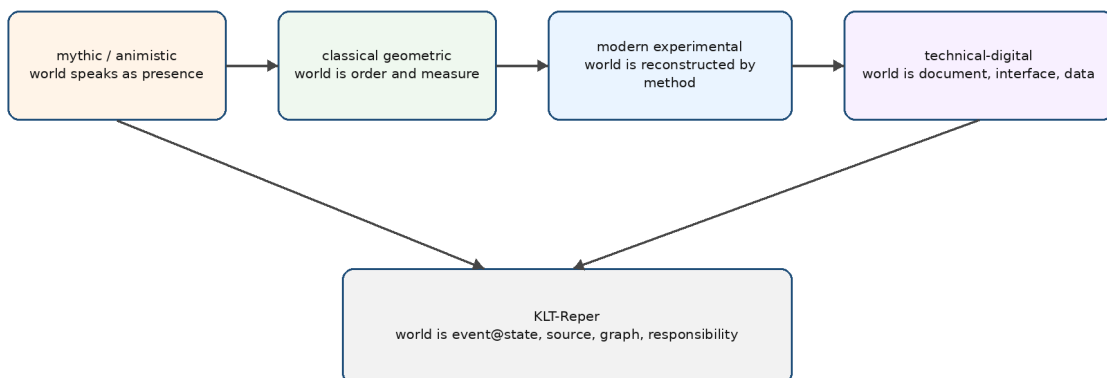 mythic / animistic
world speaks as presence
classical geometric
world is order and measure
modern experimental
world is reconstructed by
method
technical-digital
world is document, interface, data
KLT-Reper
world is event@state, source, graph, responsibility